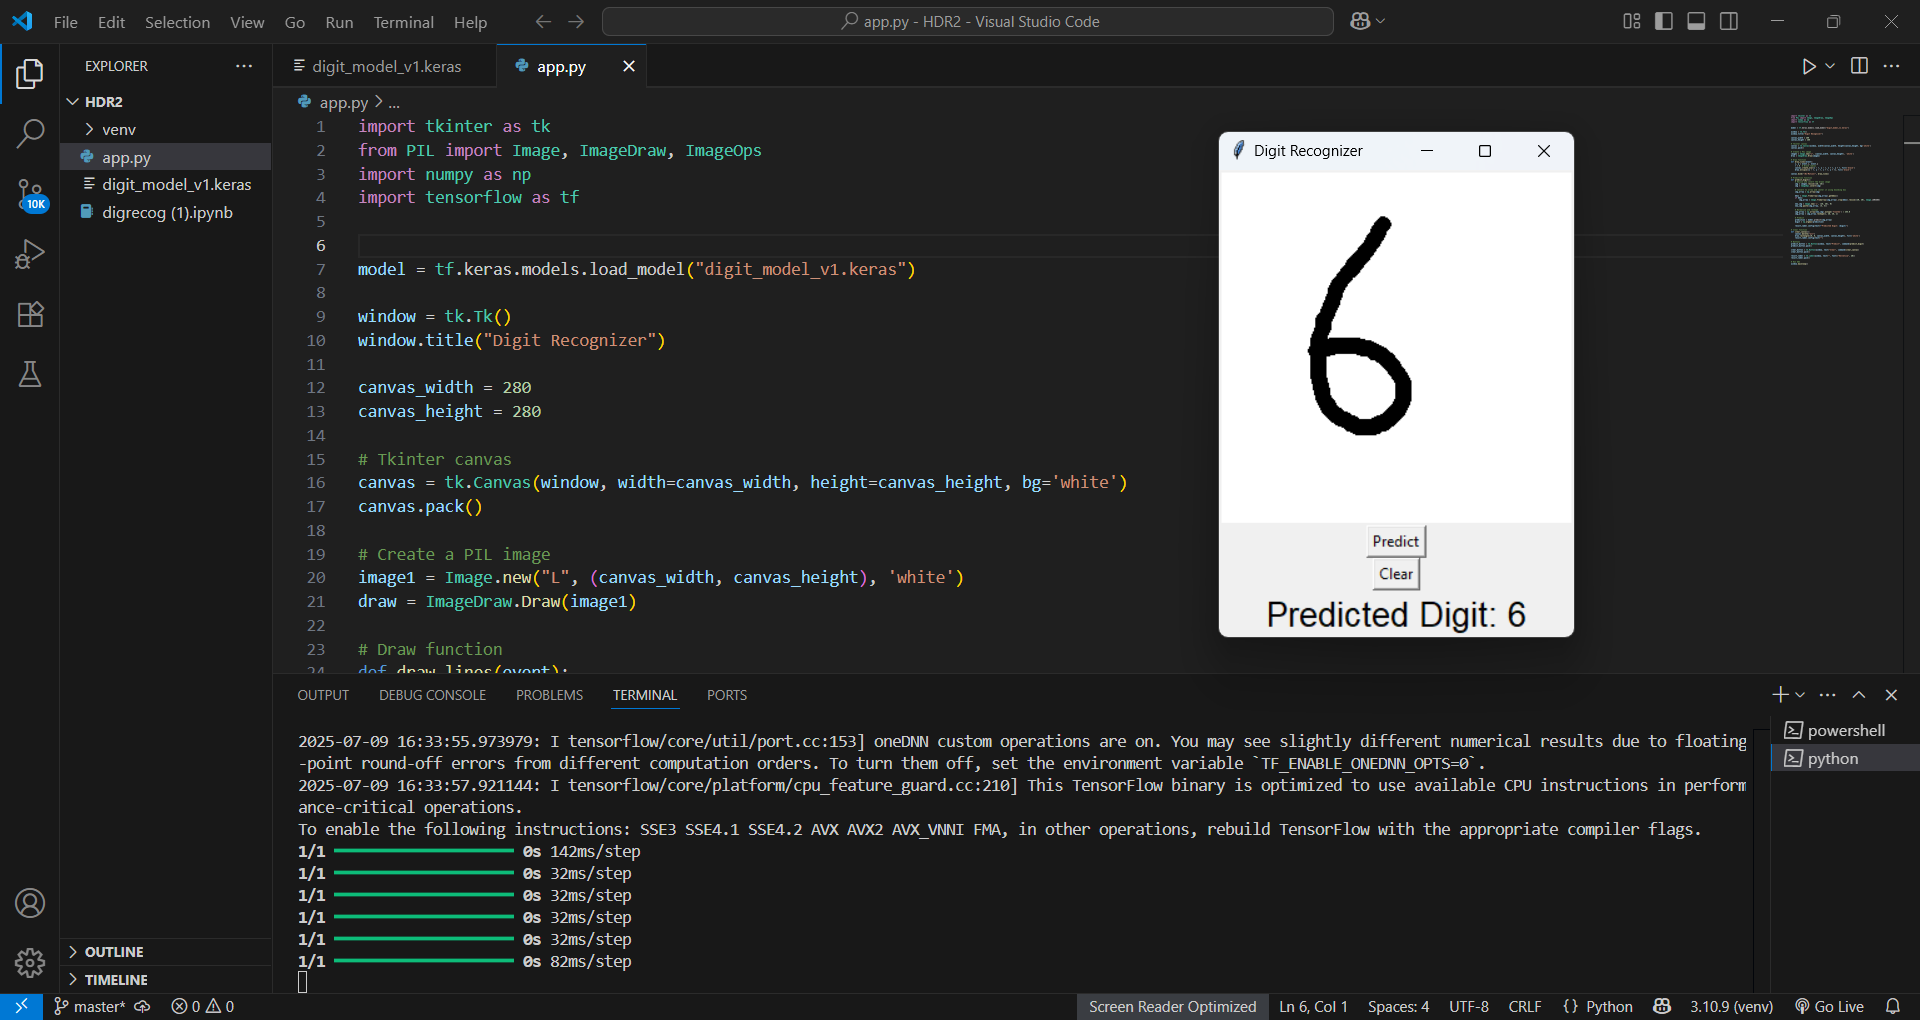 File Edit Selection View Go Run Terminal Help
app.py - HDR2 - Visual Studio Code
EXPLORER
HDR2
venv
app.py
digit_model_v1.keras
digrecog (1).ipynb
10K
OUTLINE
TIMELINE
digit_model_v1.keras
app.py
app.py > ...
1 import tkinter as tk
2 from PIL import Image, ImageDraw, ImageOps
3 import numpy as np
4 import tensorflow as tf
5
6
7 model = tf.keras.models.load_model("digit_model_v1.keras")
8
9 window = tk.Tk()
10 window.title("Digit Recognizer")
11
12 canvas_width = 280
13 canvas_height = 280
14
15 # Tkinter canvas
16 canvas = tk.Canvas(window, width=canvas_width, height=canvas_height, bg='white')
17 canvas.pack()
18
19 # Create a PIL image
20 image1 = Image.new("L", (canvas_width, canvas_height), 'white')
21 draw = ImageDraw.Draw(image1)
22
23 # Draw function
24 def draw_lines(event):
Digit Recognizer
6
Predict
Clear
Predicted Digit: 6
OUTPUT DEBUG CONSOLE PROBLEMS TERMINAL PORTS
2025-07-09 16:33:55.973979: I tensorflow/core/util/port.cc:153] oneDNN custom operations are on. You may see slightly different numerical results due to floating
-point round-off errors from different computation orders. To turn them off, set the environment variable `TF_ENABLE_ONEDNN_OPTS=0`.
2025-07-09 16:33:57.921144: I tensorflow/core/platform/cpu_feature_guard.cc:210] This TensorFlow binary is optimized to use available CPU instructions in perform
ance-critical operations.
To enable the following instructions: SSE3 SSE4.1 SSE4.2 AVX AVX2 AVX_VNNI FMA, in other operations, rebuild TensorFlow with the appropriate compiler flags.
1/1 0s 142ms/step
1/1 0s 32ms/step
1/1 0s 32ms/step
1/1 0s 32ms/step
1/1 0s 32ms/step
1/1 0s 82ms/step
powershell
python
master* 0 0
Screen Reader Optimized Ln 6, Col 1 Spaces: 4 UTF-8 CRLF {} Python 3.10.9 (venv) Go Live